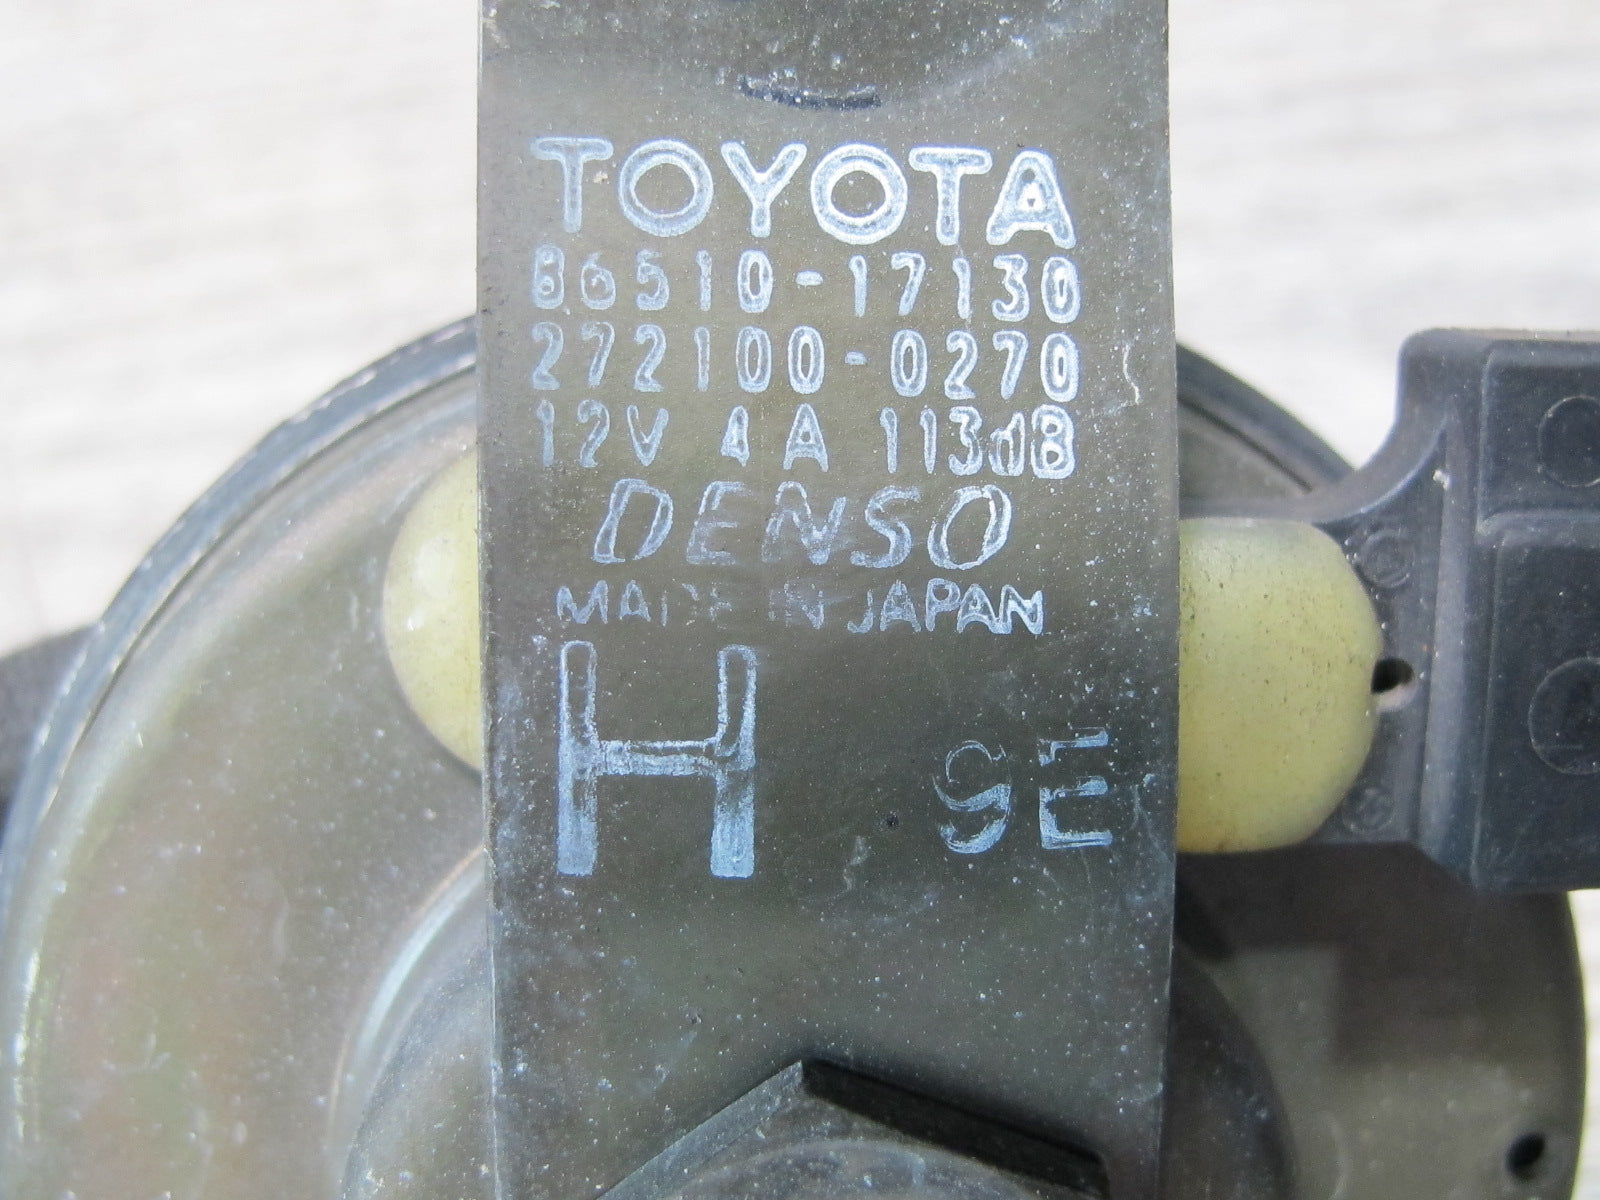 TOYOTA
86510-17130
272100-0270
12V 4A 113dB
DENSO
MADE IN JAPAN
H 9E